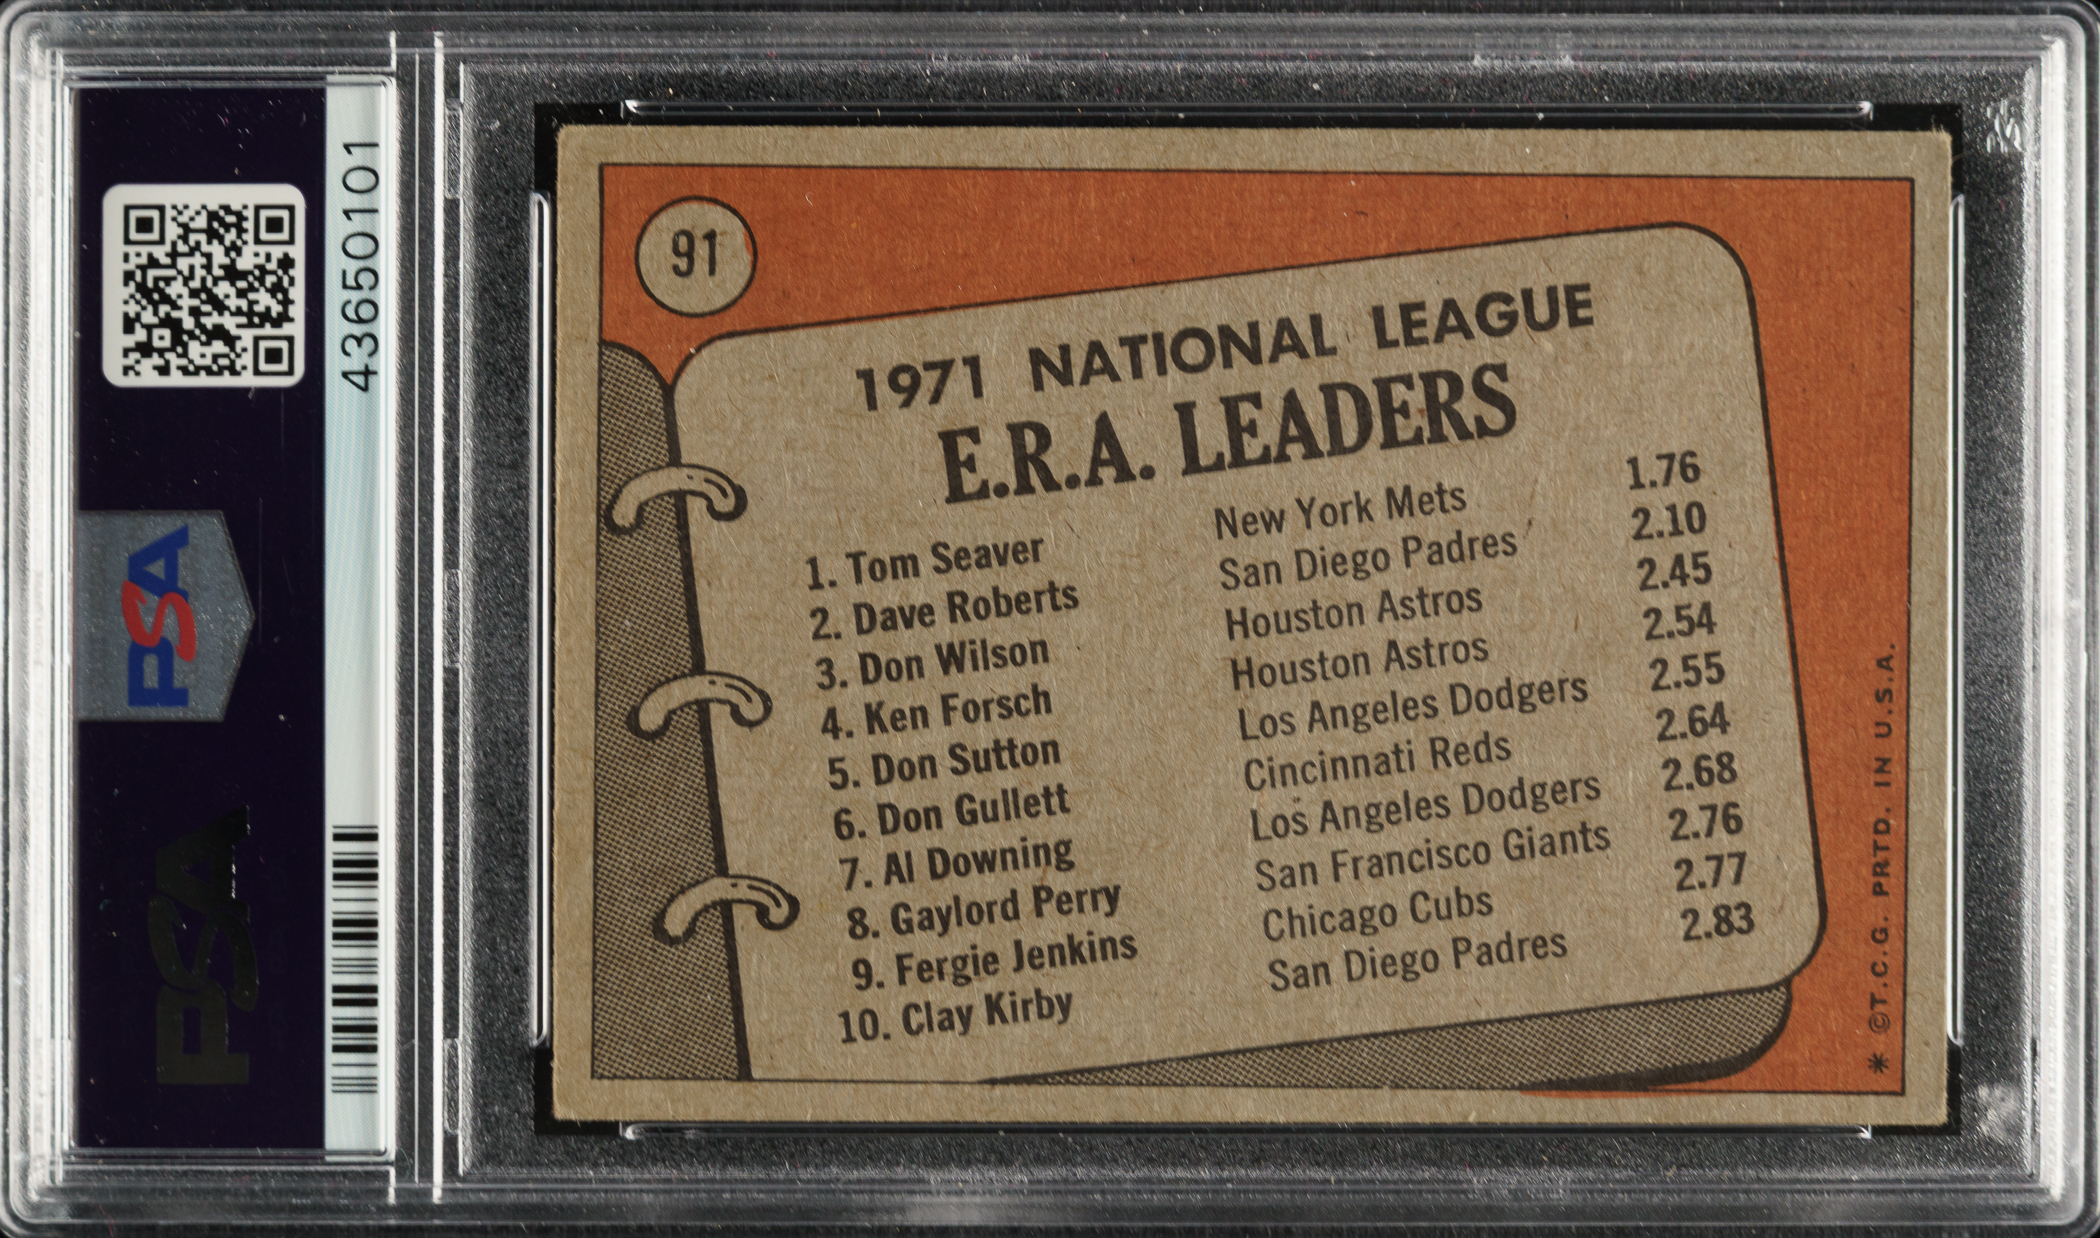 43650101
PSA
PSA
91
1971 NATIONAL LEAGUE
E.R.A. LEADERS
1. Tom Seaver New York Mets 1.76
2. Dave Roberts San Diego Padres 2.10
3. Don Wilson Houston Astros 2.45
4. Ken Forsch Houston Astros 2.54
5. Don Sutton Los Angeles Dodgers 2.55
6. Don Gullett Cincinnati Reds 2.64
7. Al Downing Los Angeles Dodgers 2.68
8. Gaylord Perry San Francisco Giants 2.76
9. Fergie Jenkins Chicago Cubs 2.77
10. Clay Kirby San Diego Padres 2.83
* ©T.C.G. PRTD. IN U.S.A.